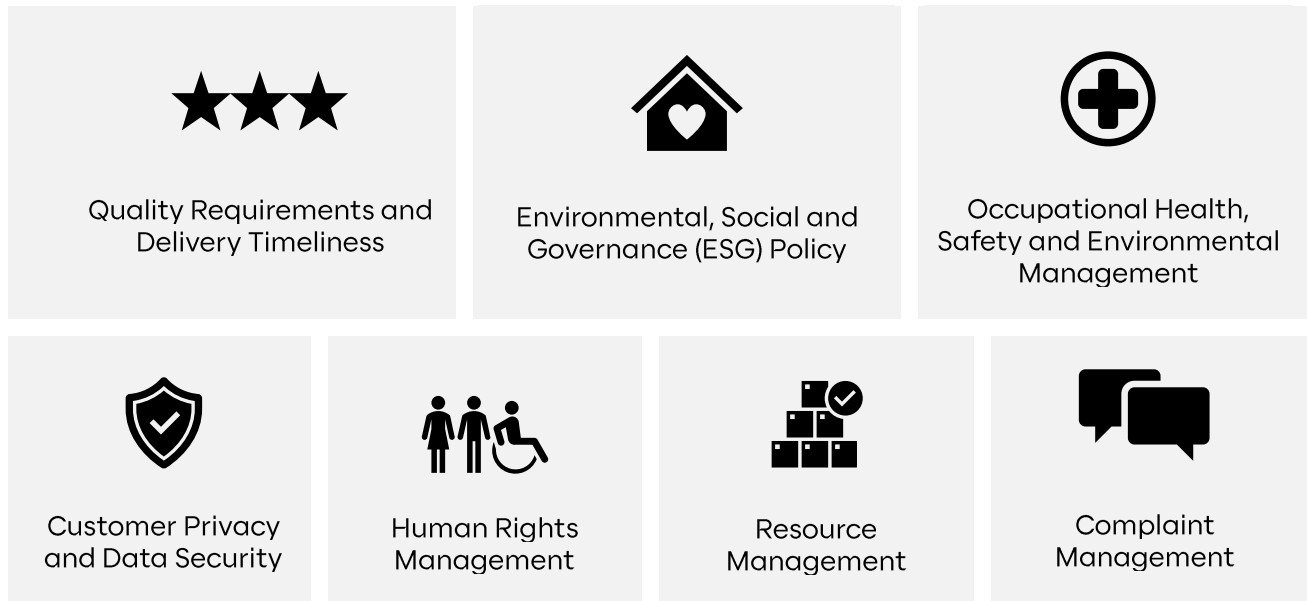 Quality Requirements and
Delivery Timeliness
Environmental, Social and
Governance (ESG) Policy
Occupational Health,
Safety and Environmental
Management
Customer Privacy
and Data Security
Human Rights
Management
Resource
Management
Complaint
Management